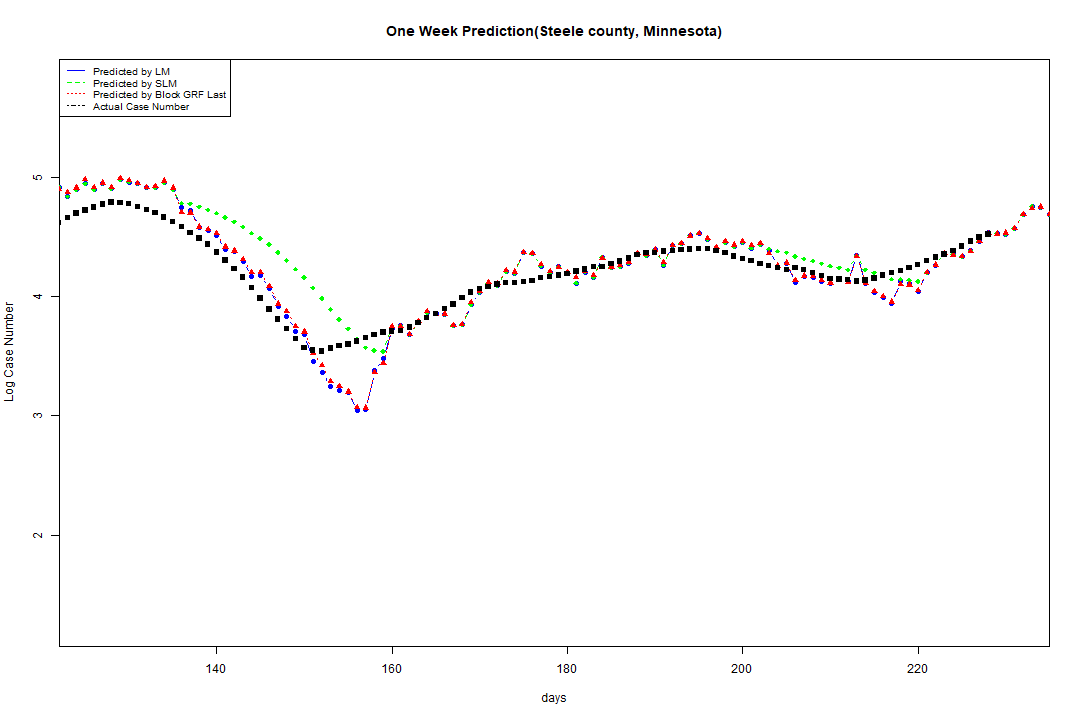 One Week Prediction(Steele county, Minnesota)
Predicted by LM
Predicted by SLM
Predicted by Block GRF Last
Actual Case Number
5
4
3
2
Log Case Number
140 160 180 200 220
days